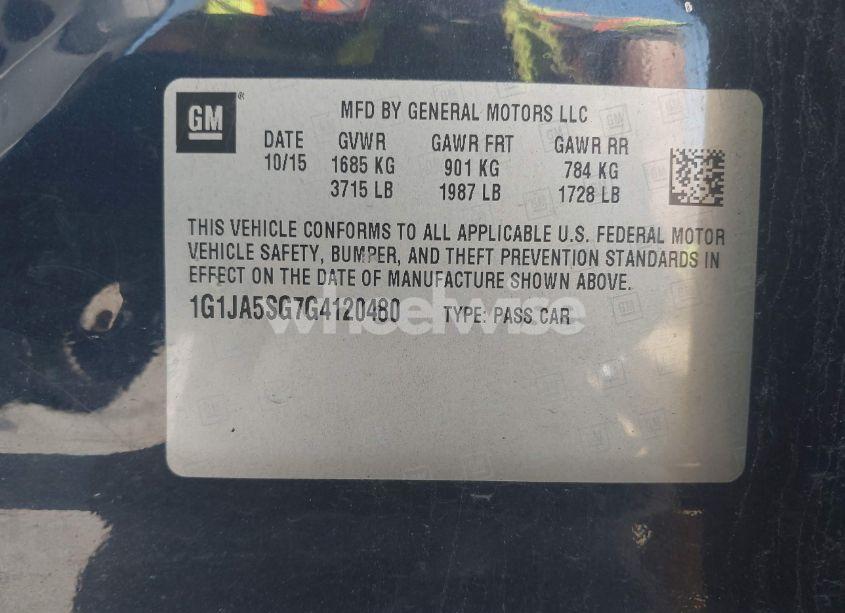 GM
MFD BY GENERAL MOTORS LLC
DATE GVWR GAWR FRT GAWR RR
10/15 1685 KG 901 KG 784 KG
3715 LB 1987 LB 1728 LB
THIS VEHICLE CONFORMS TO ALL APPLICABLE U.S. FEDERAL MOTOR
VEHICLE SAFETY, BUMPER, AND THEFT PREVENTION STANDARDS IN
EFFECT ON THE DATE OF MANUFACTURE SHOWN ABOVE.
1G1JA5SG7G4120480 TYPE: PASS CAR
wheelwise